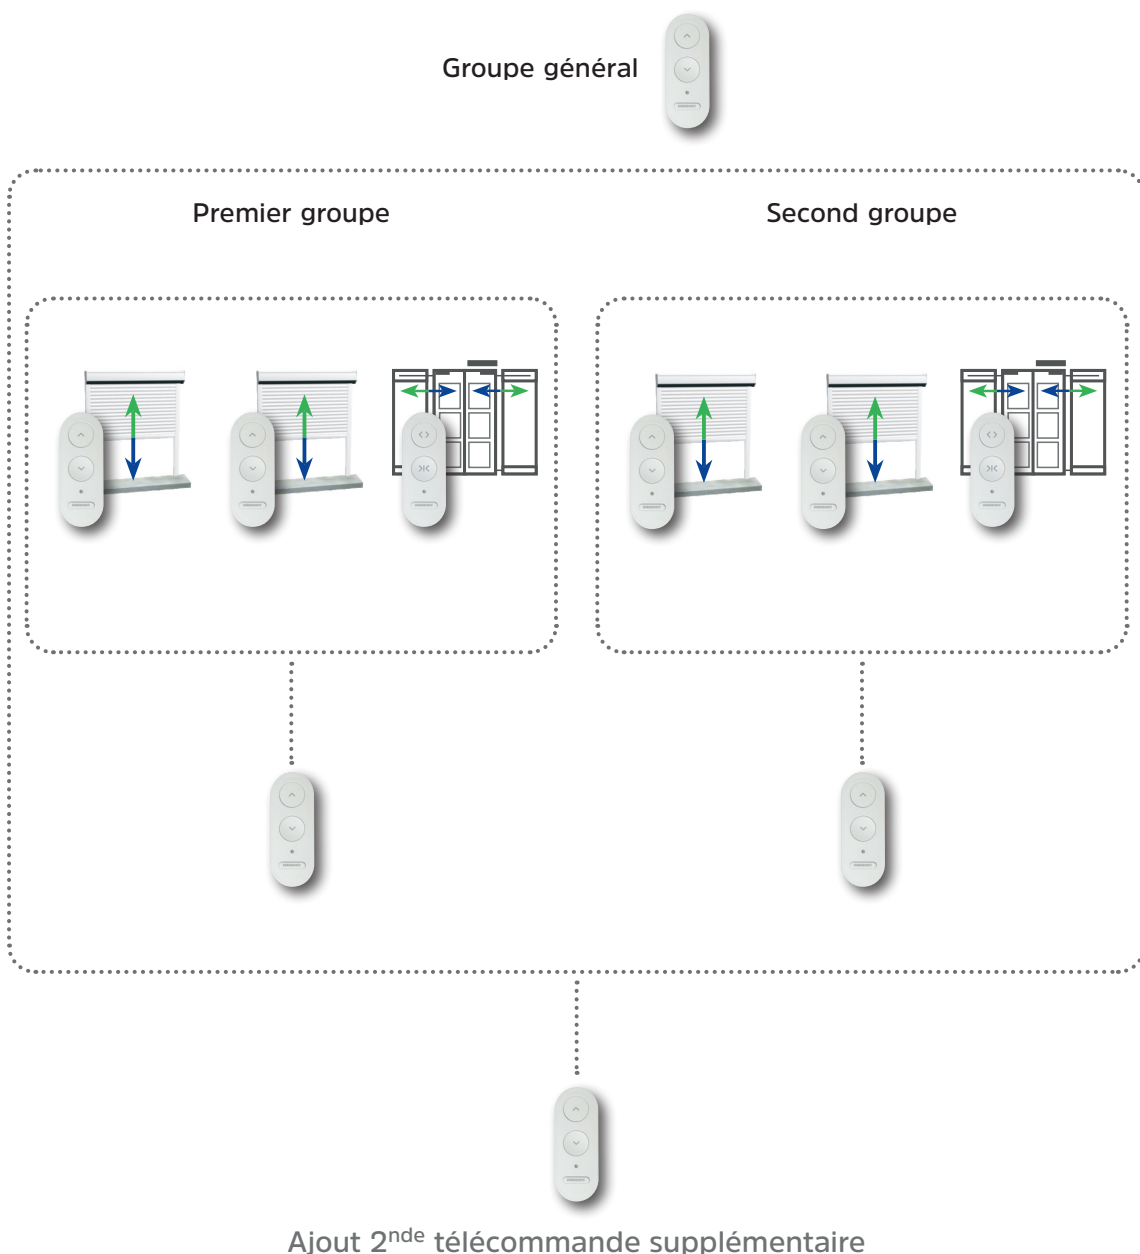 Groupe général
Premier groupe
Second groupe
Ajout 2nde télécommande supplémentaire